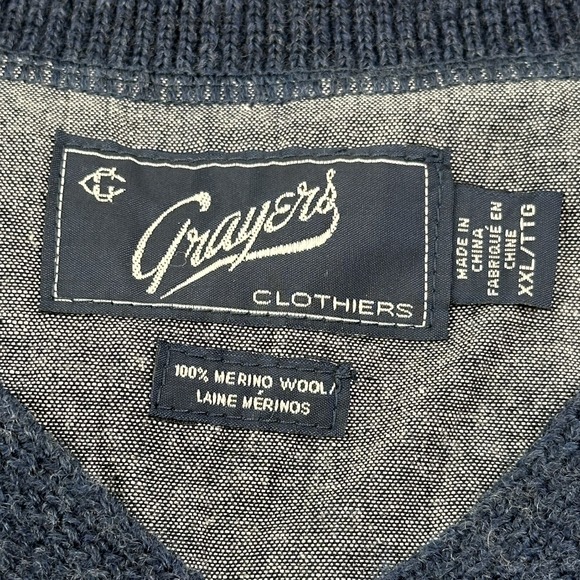 Grayers
CLOTHIERS
MADE IN
CHINA
FABRIQUÉ EN
CHINE
XXL/TTG
100% MERINO WOOL/
LAINE MÉRINOS